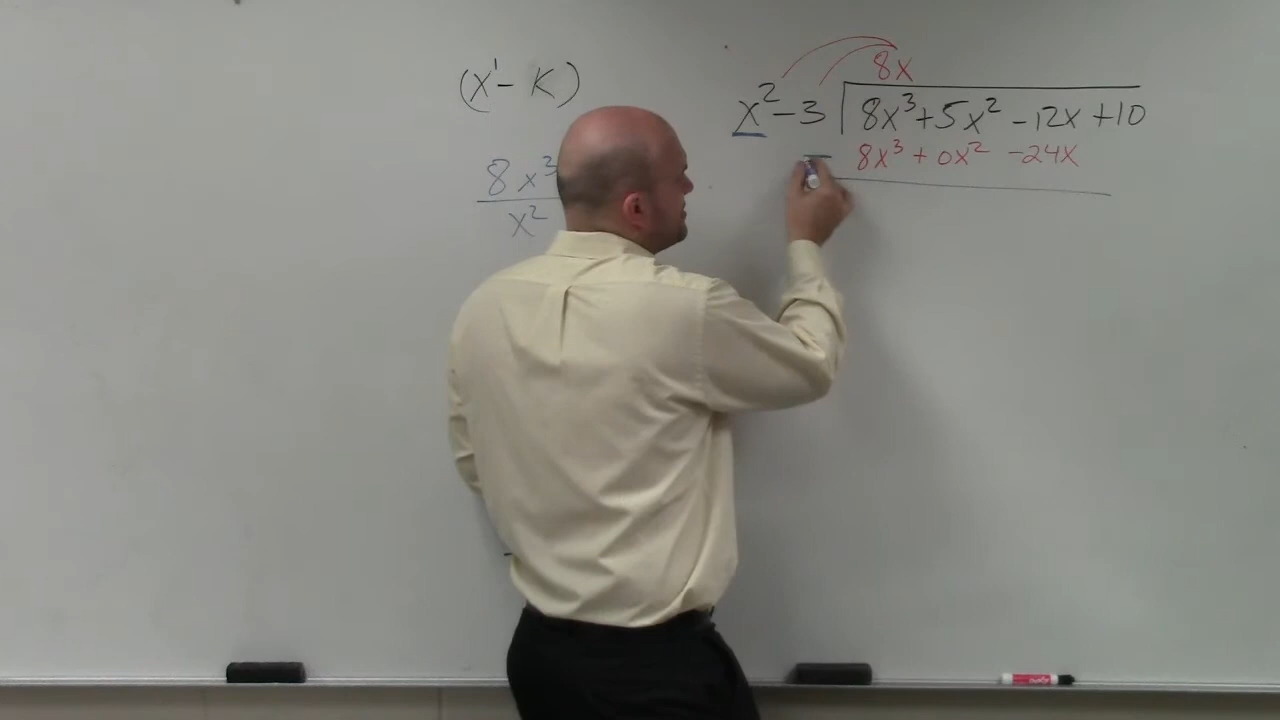 (x¹ - K)
8x³
x²
8x
x² - 3 8x³ + 5x² - 12x + 10
8x³ + 0x² - 24x